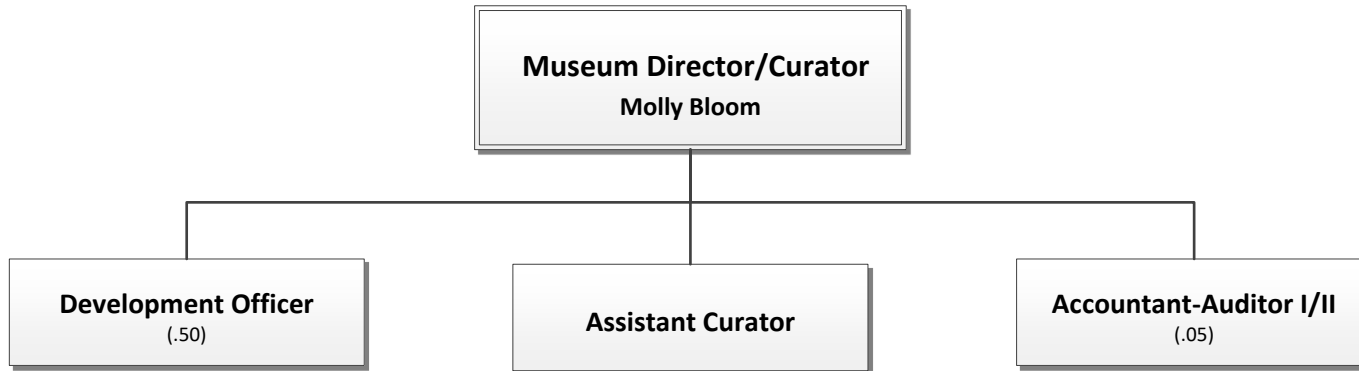 Museum Director/Curator
Molly Bloom
Development Officer
(.50)
Assistant Curator
Accountant-Auditor I/II
(.05)